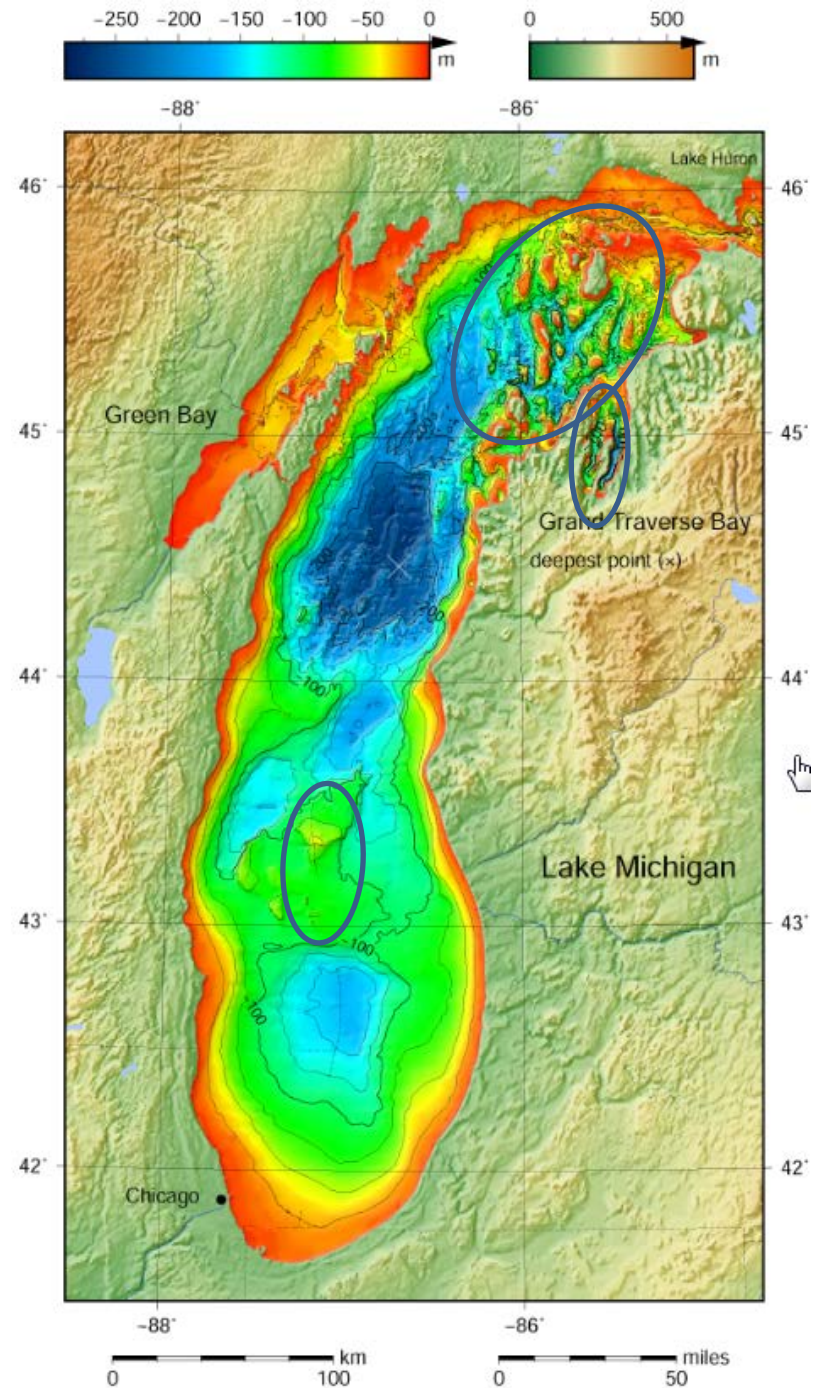 -250 -200 -150 -100 -50 0
m
0 500
m
-88° -86°
Lake Huron
46° 46°
-200
Green Bay
45° 45°
Grand Traverse Bay
deepest point (×)
-200
44° 44°
-100
Lake Michigan
43° 43°
-100
-100
42° 42°
Chicago
-88° -86°
km
0 100
miles
0 50